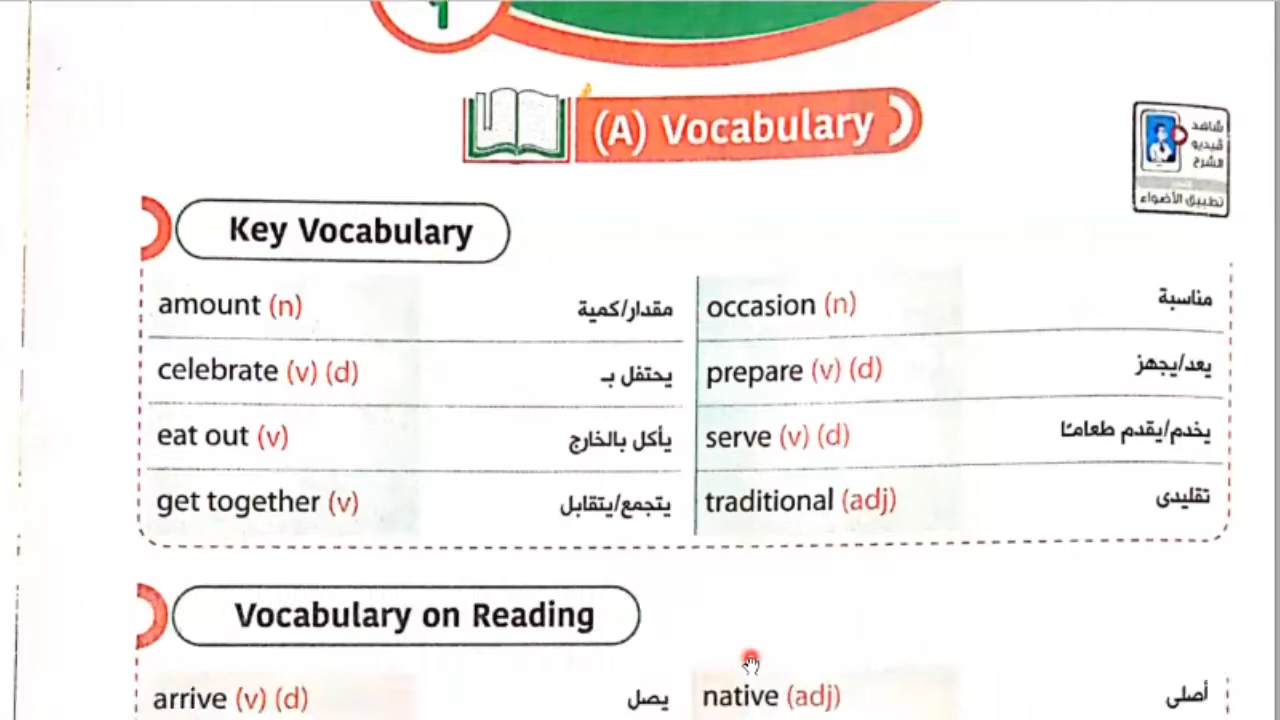 (A) Vocabulary
شاهد
فيديو
الشرح
تطبيق الأضواء
Key Vocabulary
amount (n) مقدار/كمية occasion (n) مناسبة
celebrate (v) (d) يحتفل بـ prepare (v) (d) يعد/يجهز
eat out (v) يأكل بالخارج serve (v) (d) يخدم/يقدم طعامًا
get together (v) يتجمع/يتقابل traditional (adj) تقليدى
Vocabulary on Reading
arrive (v) (d) يصل native (adj) أصلى